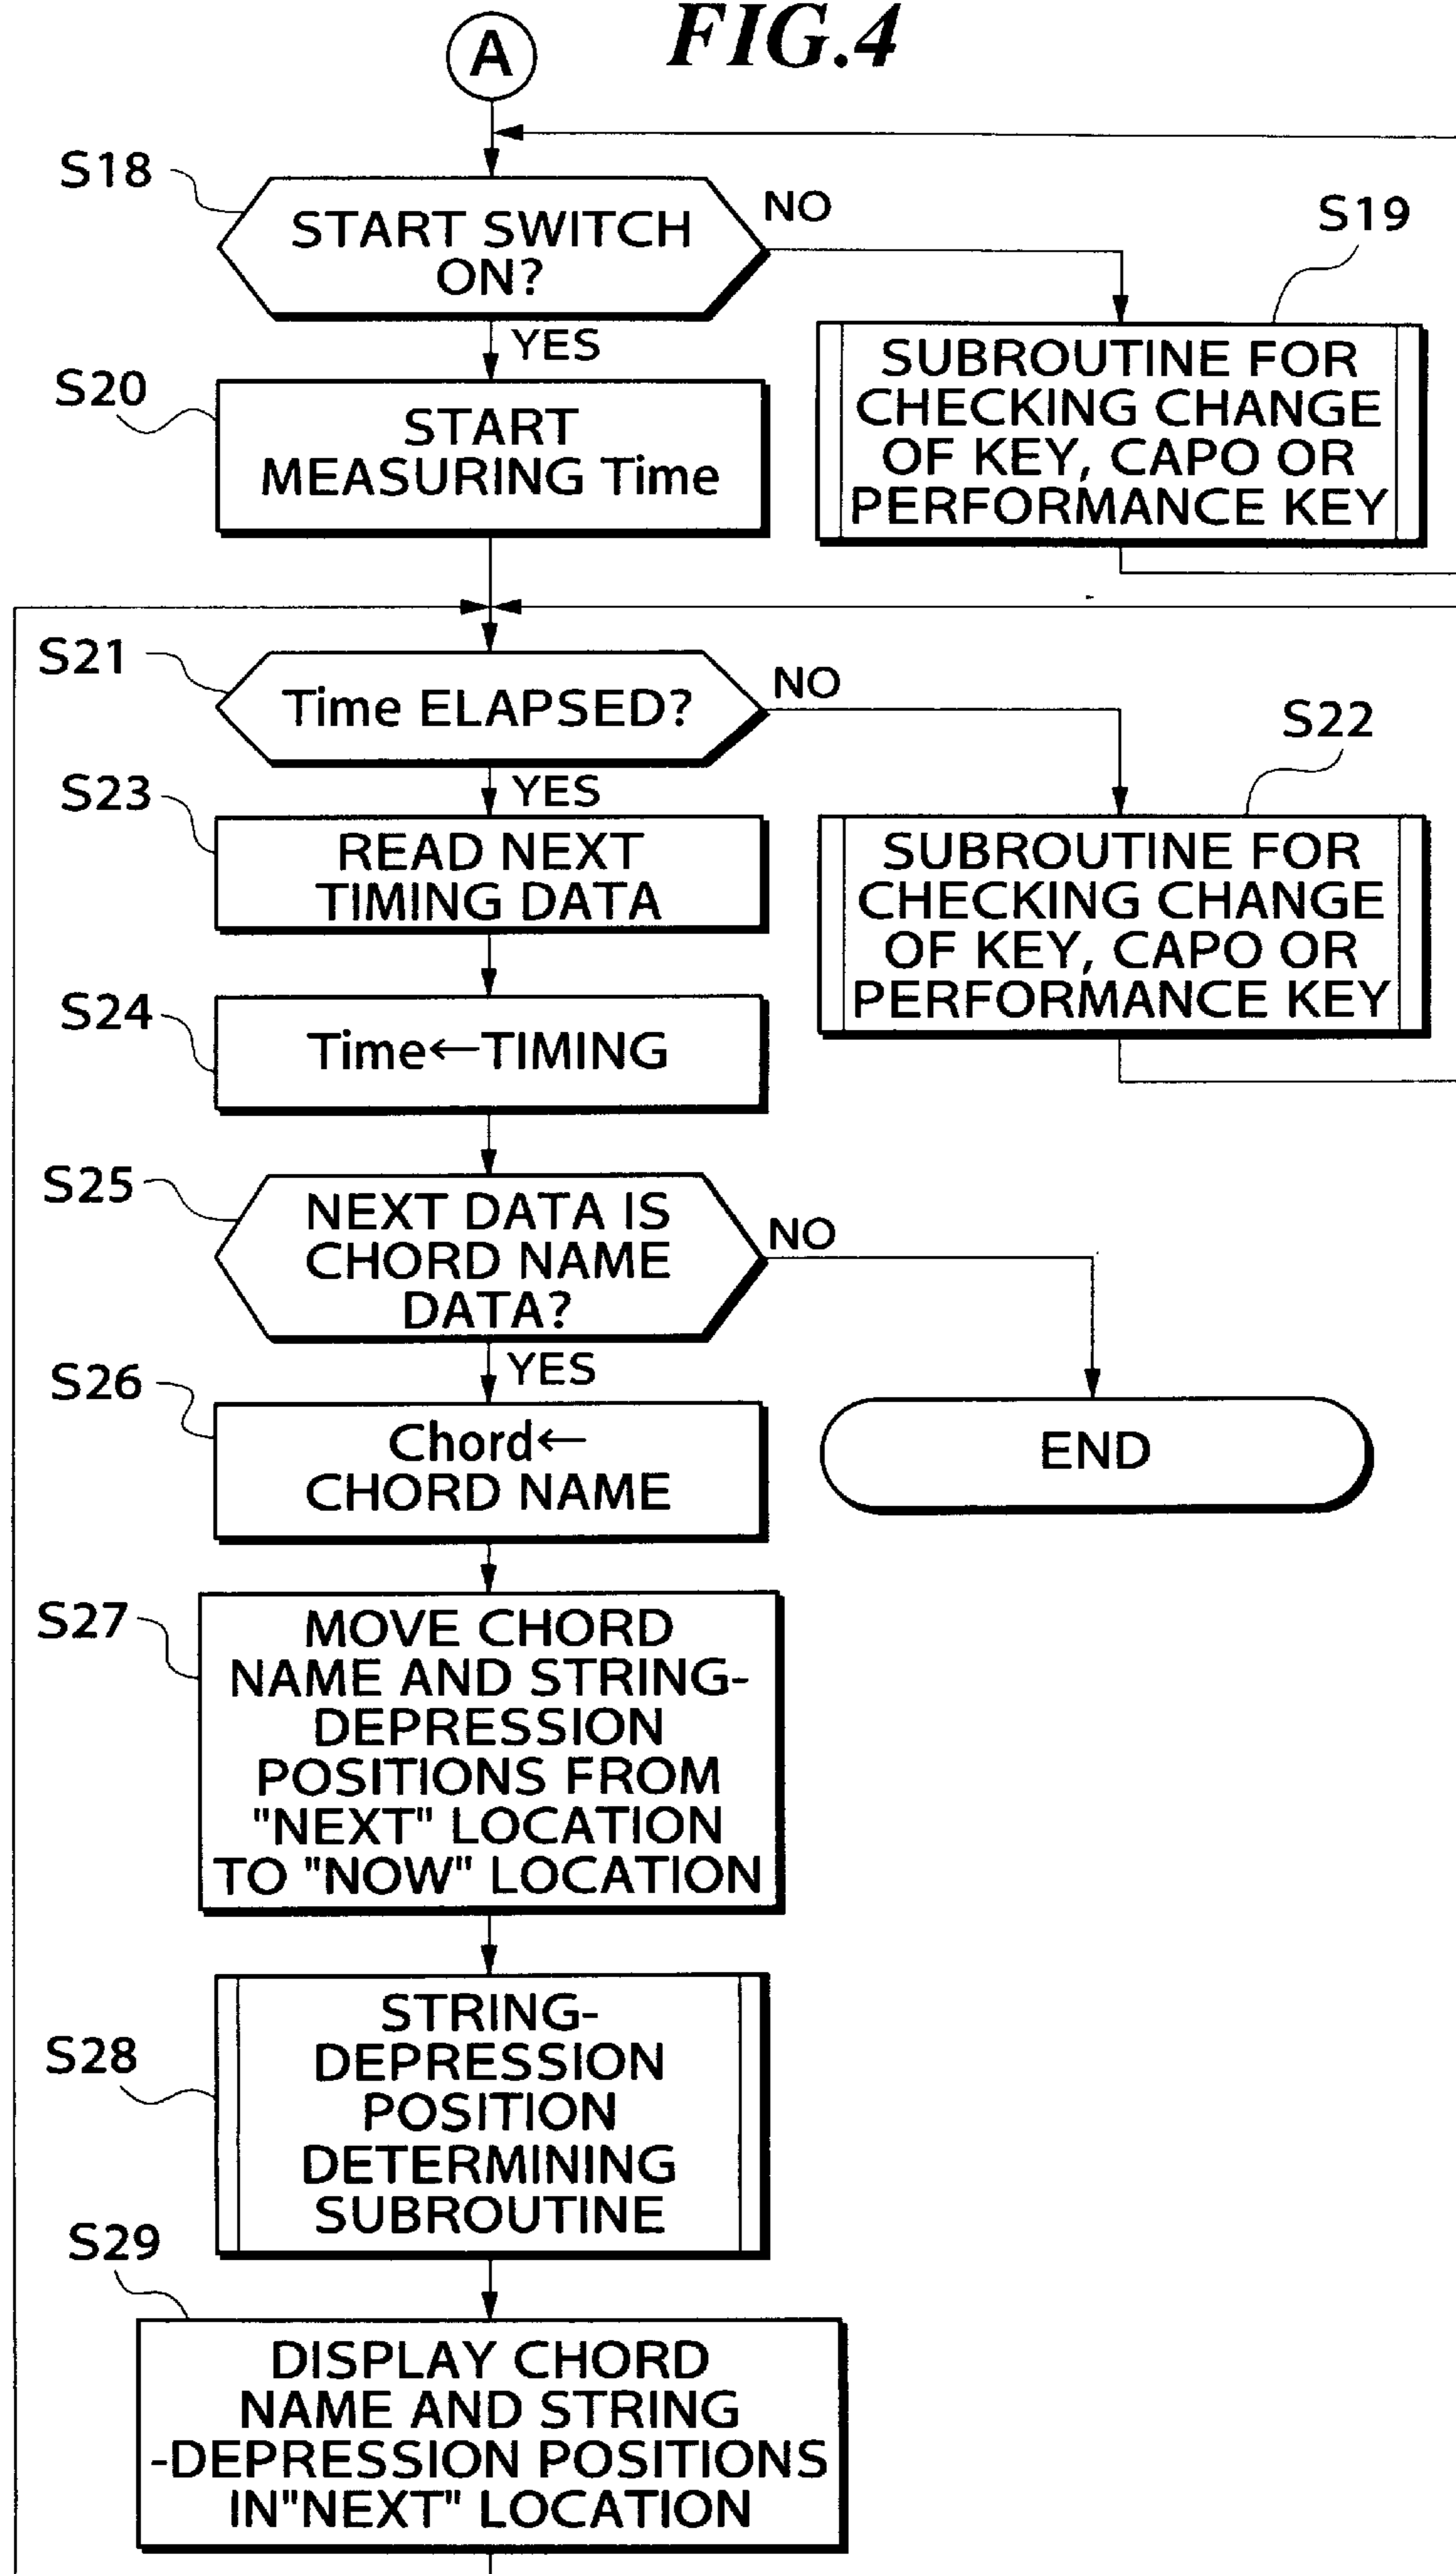 FIG.4
A
S18
START SWITCH
ON?
NO
YES
S19
SUBROUTINE FOR
CHECKING CHANGE
OF KEY, CAPO OR
PERFORMANCE KEY
S20
START
MEASURING Time
S21
Time ELAPSED?
NO
YES
S22
SUBROUTINE FOR
CHECKING CHANGE
OF KEY, CAPO OR
PERFORMANCE KEY
S23
READ NEXT
TIMING DATA
S24
Time←TIMING
S25
NEXT DATA IS
CHORD NAME
DATA?
NO
YES
END
S26
Chord←
CHORD NAME
S27
MOVE CHORD
NAME AND STRING-
DEPRESSION
POSITIONS FROM
"NEXT" LOCATION
TO "NOW" LOCATION
S28
STRING-
DEPRESSION
POSITION
DETERMINING
SUBROUTINE
S29
DISPLAY CHORD
NAME AND STRING
-DEPRESSION POSITIONS
IN"NEXT" LOCATION